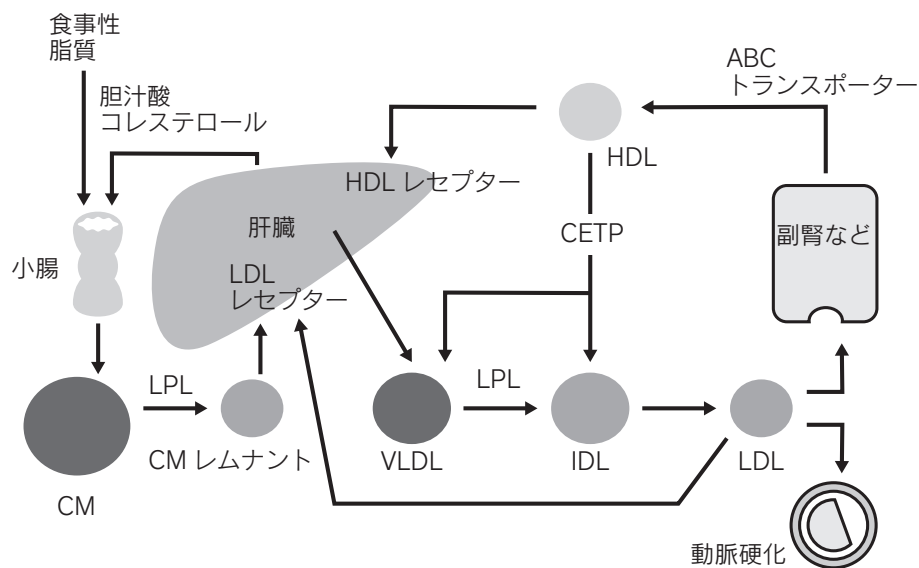 食事性
脂質
胆汁酸
コレステロール
ABC
トランスポーター
HDL
HDL レセプター
肝臓
CETP
副腎など
小腸
LDL
レセプター
LPL
LPL
CM レムナント
VLDL
IDL
LDL
CM
動脈硬化